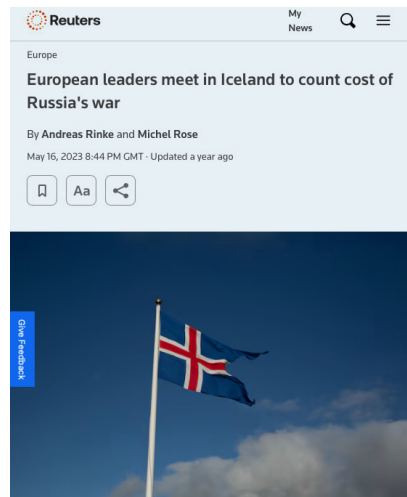 Reuters
My
News
Europe
European leaders meet in Iceland to count cost of
Russia's war
By Andreas Rinke and Michel Rose
May 16, 2023 8:44 PM GMT · Updated a year ago
Aa
Give Feedback